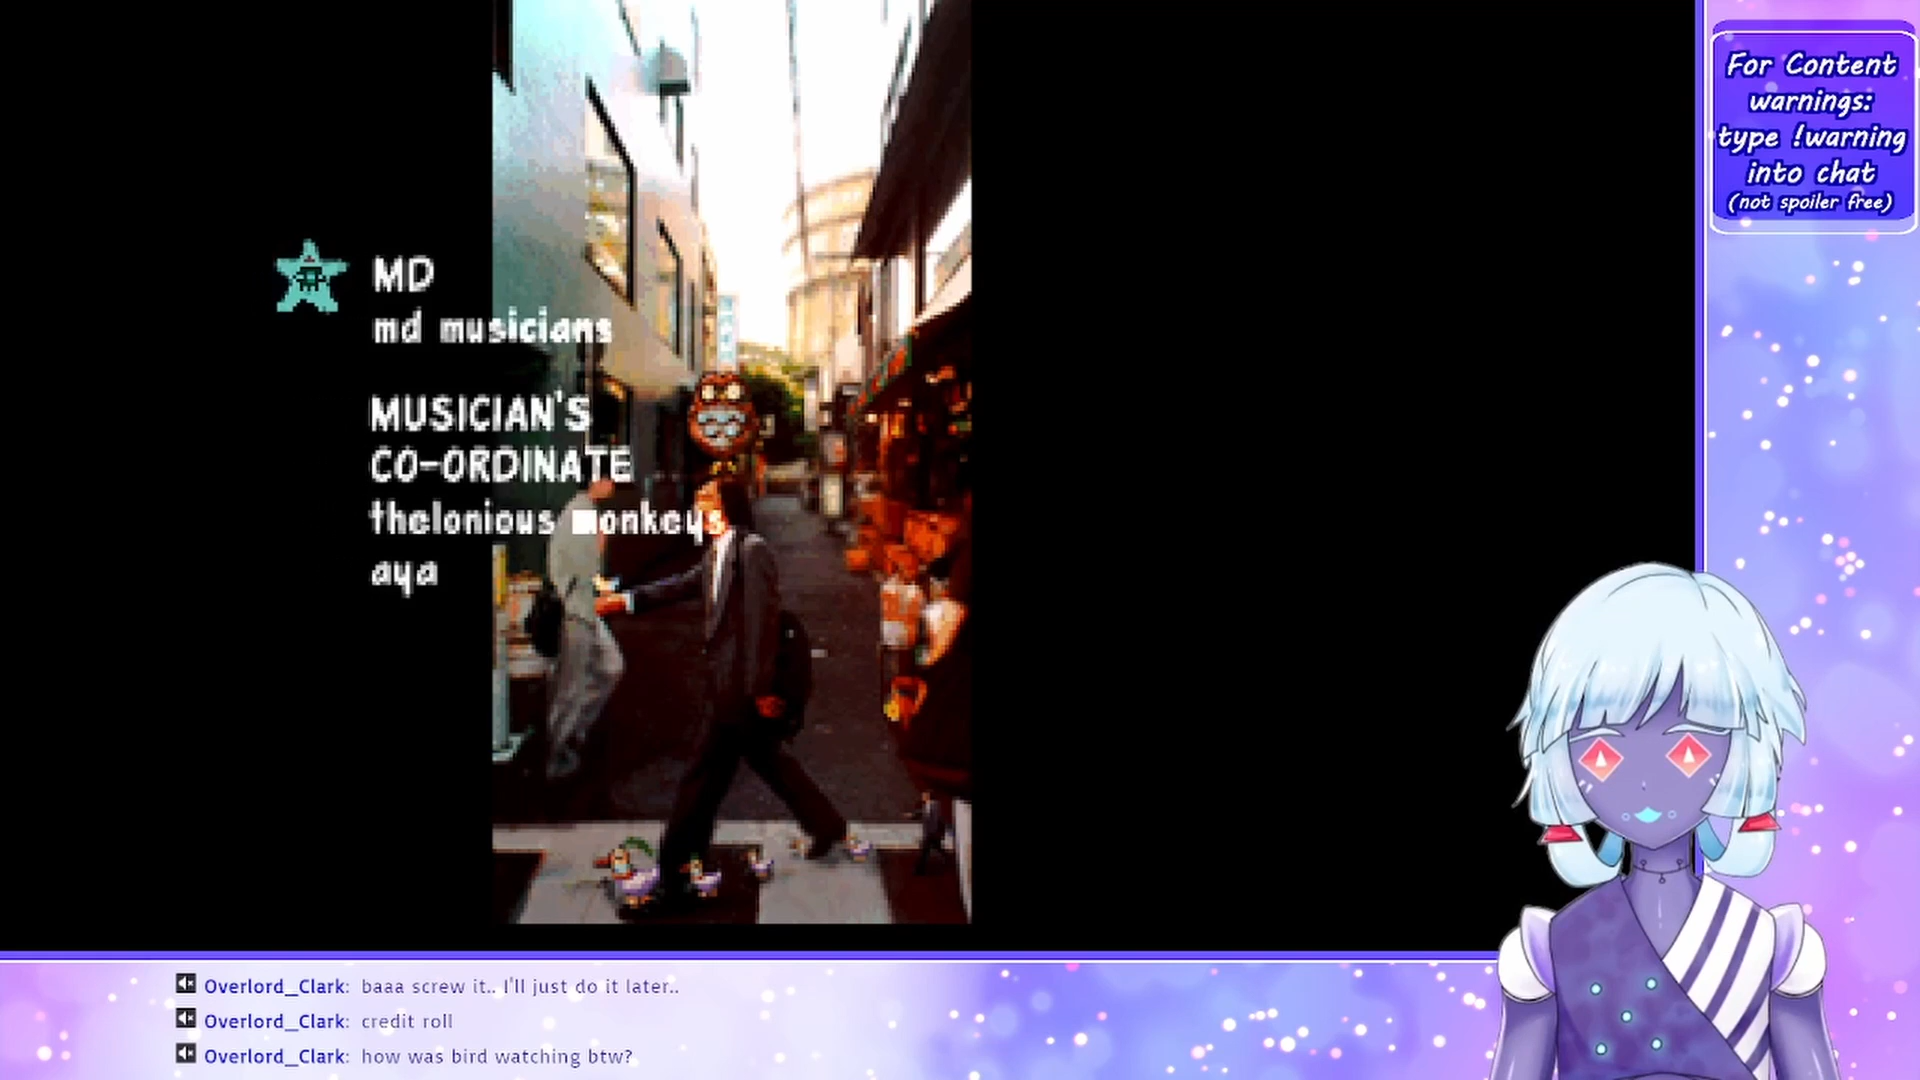 For Content
warnings:
type !warning
into chat
(not spoiler free)
MD
md musicians
MUSICIAN'S
CO-ORDINATE
thelonious monkeys
aya
Overlord_Clark: baaa screw it.. I'll just do it later..
Overlord_Clark: credit roll
Overlord_Clark: how was bird watching btw?